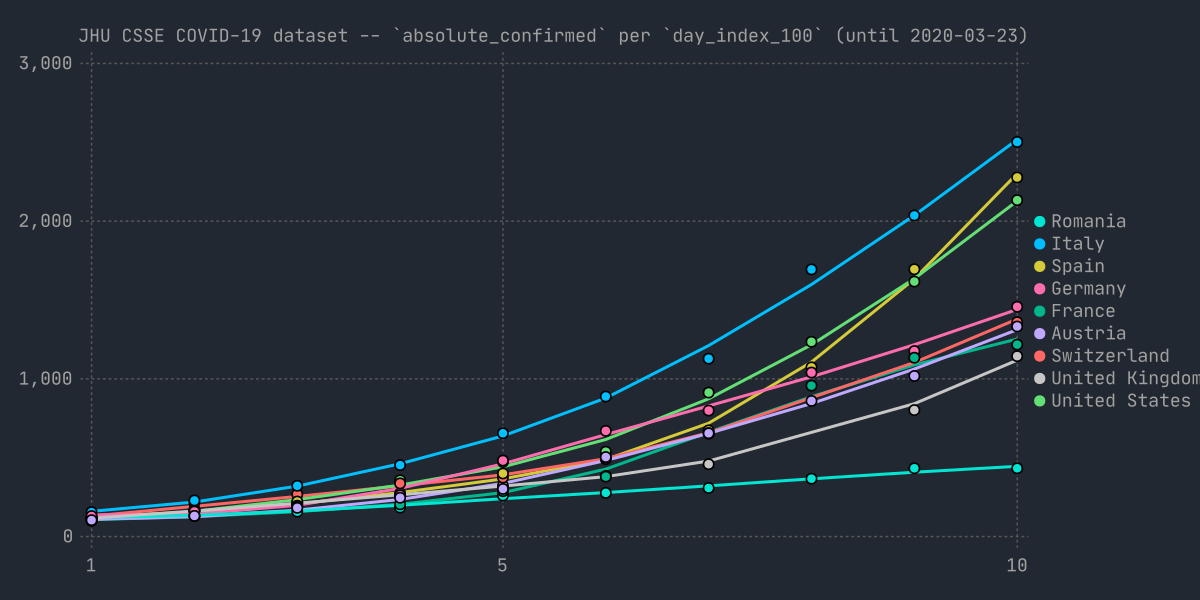 JHU CSSE COVID-19 dataset -- `absolute_confirmed` per `day_index_100` (until 2020-03-23)
3,000
2,000
1,000
0
1
5
10
Romania
Italy
Spain
Germany
France
Austria
Switzerland
United Kingdom
United States